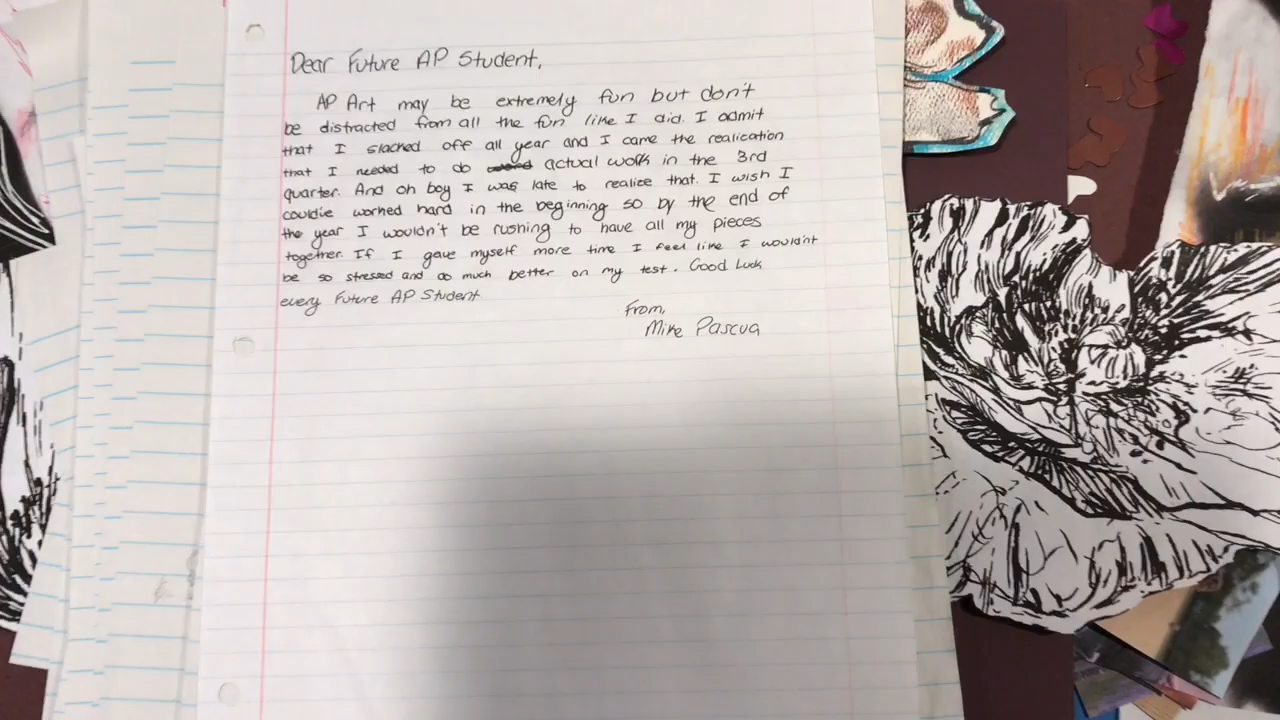 Dear Future AP Student,
AP Art may be extremely fun but don't
be distracted from all the fun like I did. I admit
that I slacked off all year and I came the realication
that I needed to do actual work in the 3rd
quarter. And oh boy I was late to realize that. I wish I
could've worked hard in the beginning so by the end of
the year I wouldn't be rushing to have all my pieces
together. If I gave myself more time I feel like I wouldn't
be so stressed and do much better on my test. Good Luck
every Future AP Student
From,
Mike Pascua